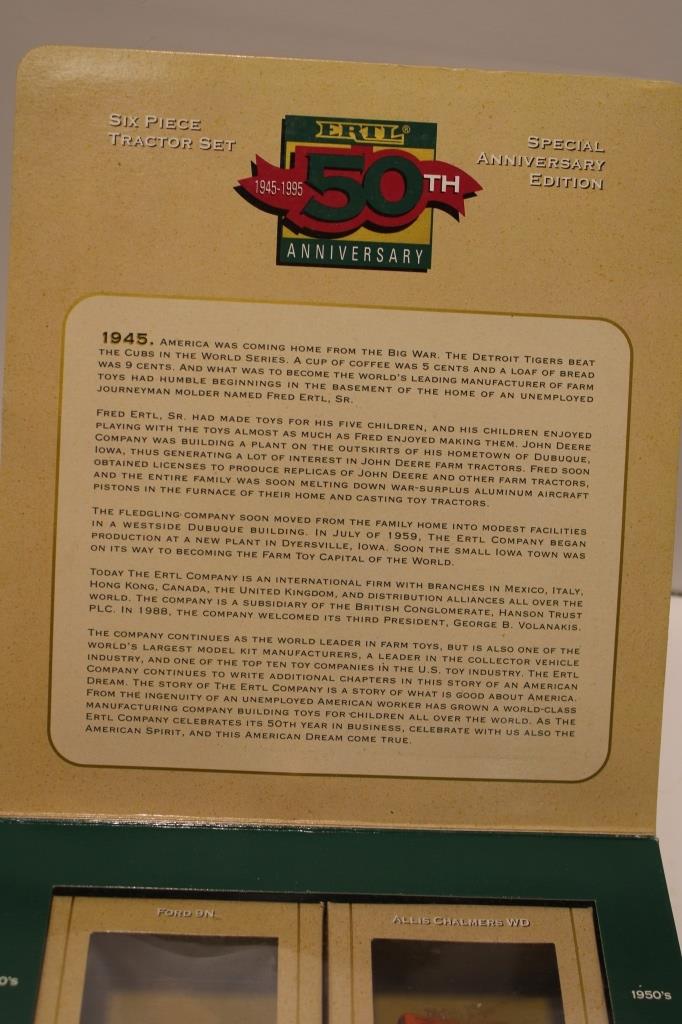 SIX PIECE
TRACTOR SET
ERTL®
1945-1995
50TH
ANNIVERSARY
SPECIAL
ANNIVERSARY
EDITION
1945. AMERICA WAS COMING HOME FROM THE BIG WAR. THE DETROIT TIGERS BEAT
THE CUBS IN THE WORLD SERIES. A CUP OF COFFEE WAS 5 CENTS AND A LOAF OF BREAD
WAS 9 CENTS. AND WHAT WAS TO BECOME THE WORLD'S LEADING MANUFACTURER OF FARM
TOYS HAD HUMBLE BEGINNINGS IN THE BASEMENT OF THE HOME OF AN UNEMPLOYED
JOURNEYMAN MOLDER NAMED FRED ERTL, SR.
FRED ERTL, SR. HAD MADE TOYS FOR HIS FIVE CHILDREN, AND HIS CHILDREN ENJOYED
PLAYING WITH THE TOYS ALMOST AS MUCH AS FRED ENJOYED MAKING THEM. JOHN DEERE
COMPANY WAS BUILDING A PLANT ON THE OUTSKIRTS OF HIS HOMETOWN OF DUBUQUE,
IOWA, THUS GENERATING A LOT OF INTEREST IN JOHN DEERE FARM TRACTORS. FRED SOON
OBTAINED LICENSES TO PRODUCE REPLICAS OF JOHN DEERE AND OTHER FARM TRACTORS,
AND THE ENTIRE FAMILY WAS SOON MELTING DOWN WAR-SURPLUS ALUMINUM AIRCRAFT
PISTONS IN THE FURNACE OF THEIR HOME AND CASTING TOY TRACTORS.
THE FLEDGLING COMPANY SOON MOVED FROM THE FAMILY HOME INTO MODEST FACILITIES
IN A WESTSIDE DUBUQUE BUILDING. IN JULY OF 1959, THE ERTL COMPANY BEGAN
PRODUCTION AT A NEW PLANT IN DYERSVILLE, IOWA. SOON THE SMALL IOWA TOWN WAS
ON ITS WAY TO BECOMING THE FARM TOY CAPITAL OF THE WORLD.
TODAY THE ERTL COMPANY IS AN INTERNATIONAL FIRM WITH BRANCHES IN MEXICO, ITALY,
HONG KONG, CANADA, THE UNITED KINGDOM, AND DISTRIBUTION ALLIANCES ALL OVER THE
WORLD. THE COMPANY IS A SUBSIDIARY OF THE BRITISH CONGLOMERATE, HANSON TRUST
PLC. IN 1988, THE COMPANY WELCOMED ITS THIRD PRESIDENT, GEORGE B. VOLANAKIS.
THE COMPANY CONTINUES AS THE WORLD LEADER IN FARM TOYS, BUT IS ALSO ONE OF THE
WORLD'S LARGEST MODEL KIT MANUFACTURERS, A LEADER IN THE COLLECTOR VEHICLE
INDUSTRY, AND ONE OF THE TOP TEN TOY COMPANIES IN THE U.S. TOY INDUSTRY. THE ERTL
COMPANY CONTINUES TO WRITE ADDITIONAL CHAPTERS IN THIS STORY OF AN AMERICAN
DREAM. THE STORY OF THE ERTL COMPANY IS A STORY OF WHAT IS GOOD ABOUT AMERICA.
FROM THE INGENUITY OF AN UNEMPLOYED AMERICAN WORKER HAS GROWN A WORLD-CLASS
MANUFACTURING COMPANY BUILDING TOYS FOR CHILDREN ALL OVER THE WORLD. AS THE
ERTL COMPANY CELEBRATES ITS 50TH YEAR IN BUSINESS, CELEBRATE WITH US ALSO THE
AMERICAN SPIRIT, AND THIS AMERICAN DREAM COME TRUE.
FORD 9N
ALLIS CHALMERS WD
0'S
1950'S